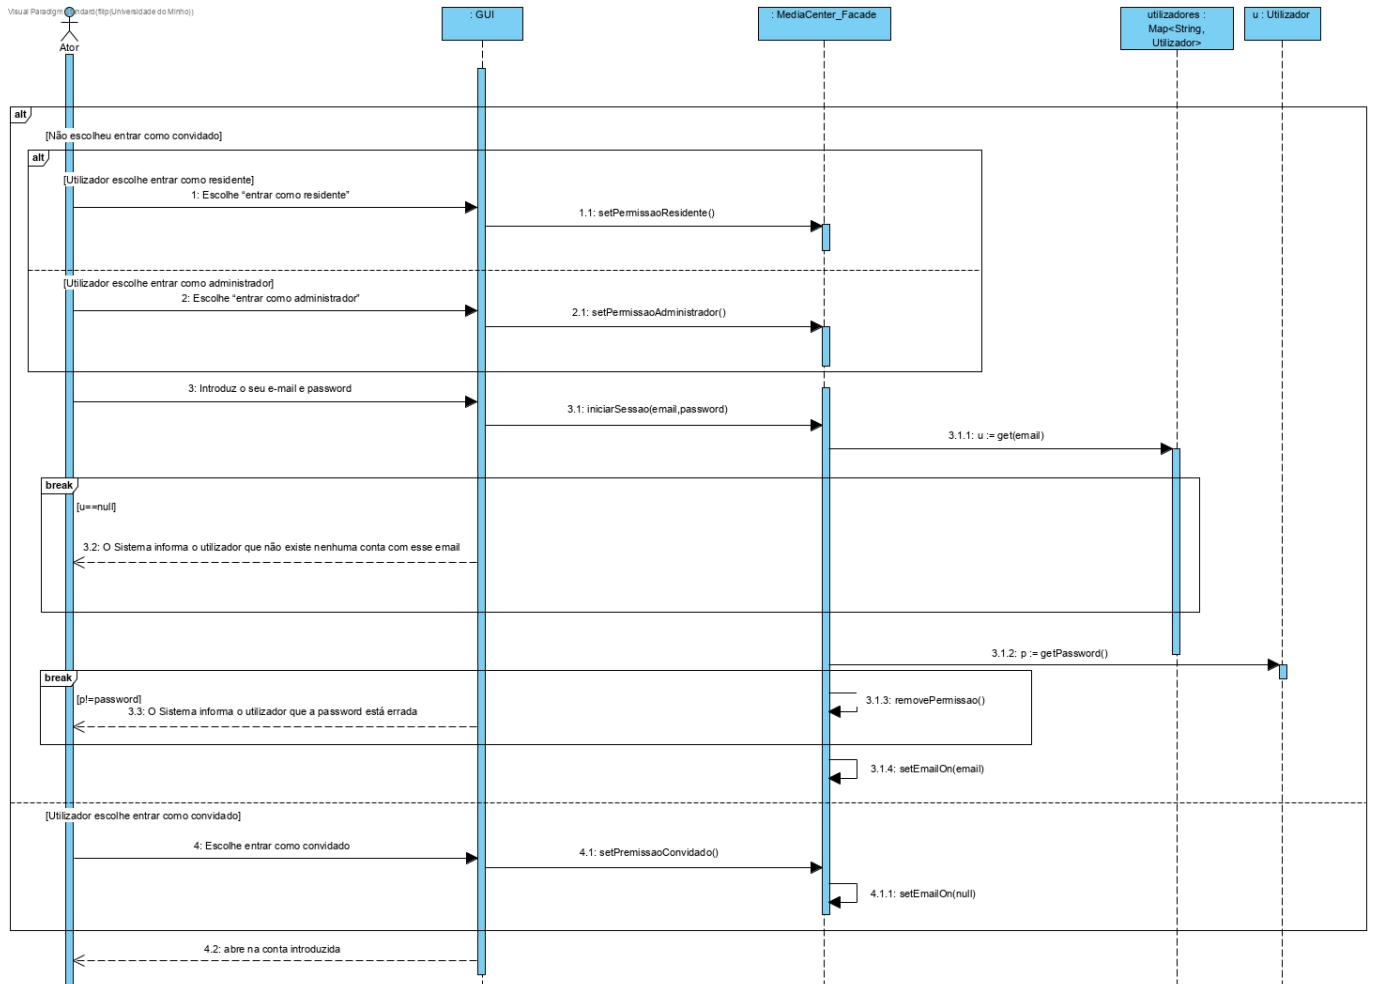 Visual Paradigm Standard(filip(Universidade do Minho))
Ator
: GUI
: MediaCenter_Facade
utilizadores :
Map<String,
Utilizador>
u : Utilizador
alt
[Não escolheu entrar como convidado]
alt
[Utilizador escolhe entrar como residente]
1: Escolhe “entrar como residente”
1.1: setPermissaoResidente()
[Utilizador escolhe entrar como administrador]
2: Escolhe “entrar como administrador”
2.1: setPermissaoAdministrador()
3: Introduz o seu e-mail e password
3.1: iniciarSessao(email,password)
3.1.1: u := get(email)
break
[u==null]
3.2: O Sistema informa o utilizador que não existe nenhuma conta com esse email
3.1.2: p := getPassword()
break
[p!=password]
3.1.3: removePermissao()
3.3: O Sistema informa o utilizador que a password está errada
3.1.4: setEmailOn(email)
[Utilizador escolhe entrar como convidado]
4: Escolhe entrar como convidado
4.1: setPremissaoConvidado()
4.1.1: setEmailOn(null)
4.2: abre na conta introduzida